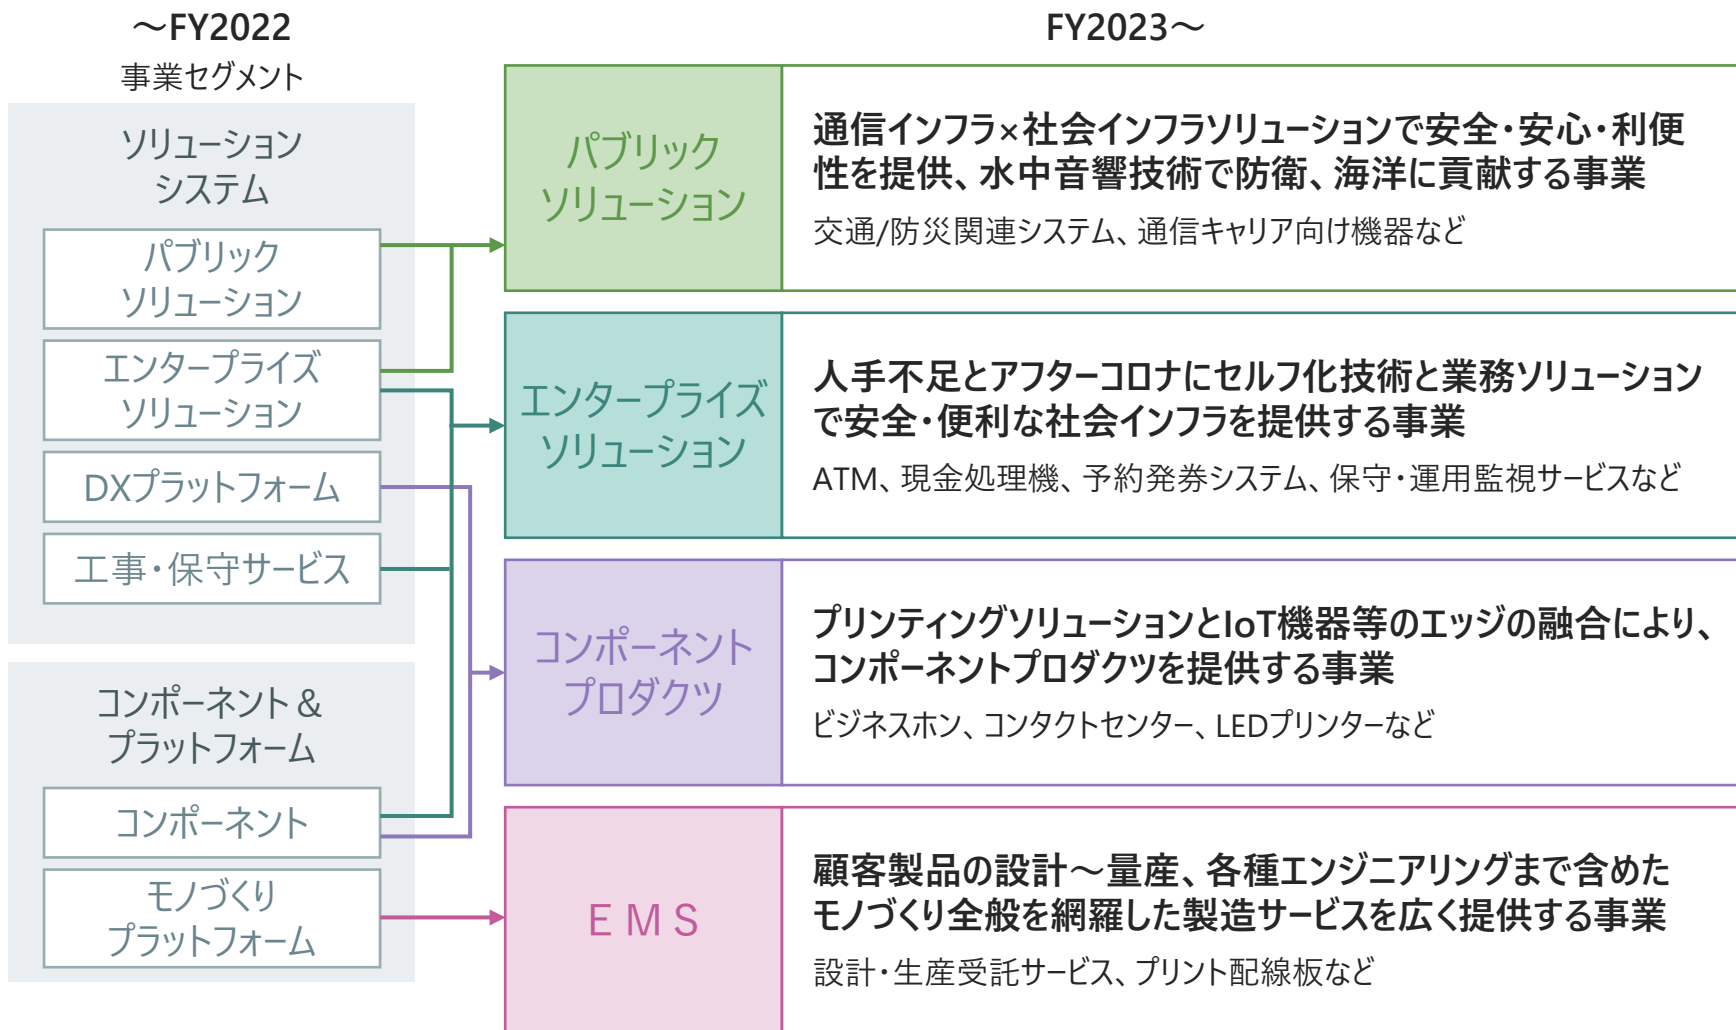 ～FY2022
事業セグメント
ソリューション
システム
パブリック
ソリューション
エンタープライズ
ソリューション
DXプラットフォーム
工事・保守サービス
コンポーネント＆
プラットフォーム
コンポーネント
モノづくり
プラットフォーム
FY2023～
パブリック
ソリューション
通信インフラ×社会インフラソリューションで安全・安心・利便
性を提供、水中音響技術で防衛、海洋に貢献する事業
交通/防災関連システム、通信キャリア向け機器など
エンタープライズ
ソリューション
人手不足とアフターコロナにセルフ化技術と業務ソリューション
で安全・便利な社会インフラを提供する事業
ATM、現金処理機、予約発券システム、保守・運用監視サービスなど
コンポーネント
プロダクツ
プリンティングソリューションとIoT機器等のエッジの融合により、
コンポーネントプロダクツを提供する事業
ビジネスホン、コンタクトセンター、LEDプリンターなど
ＥＭＳ
顧客製品の設計～量産、各種エンジニアリングまで含めた
モノづくり全般を網羅した製造サービスを広く提供する事業
設計・生産受託サービス、プリント配線板など